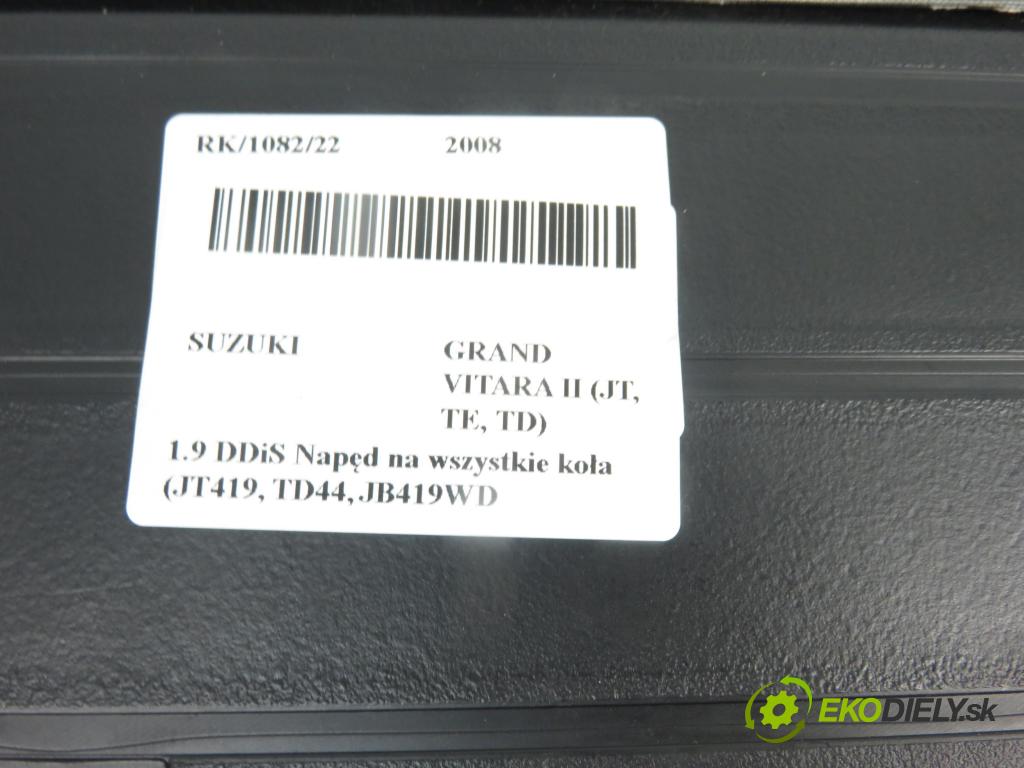 RK/1082/22 2008
SUZUKI GRAND
VITARA II (JT,
TE, TD)
1.9 DDiS Napęd na wszystkie koła
(JT419, TD44, JB419WD
EKODIELY.sk